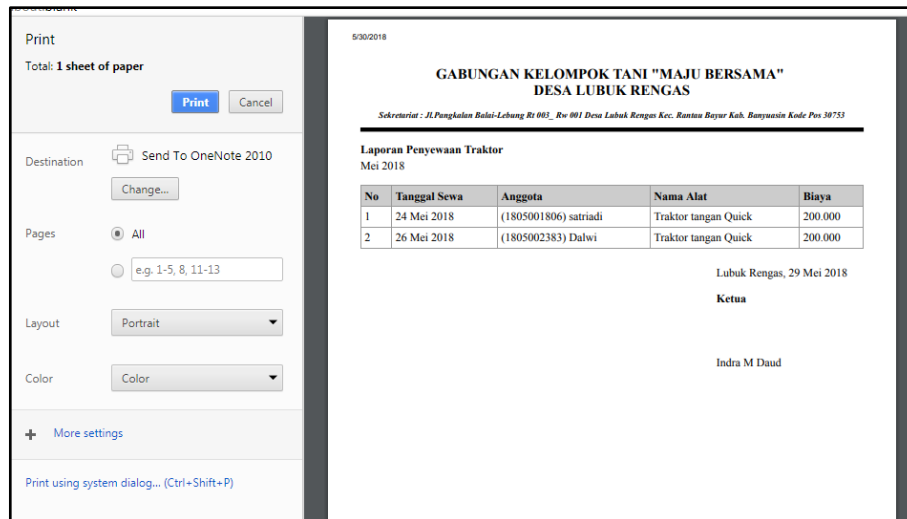 Print
Total: 1 sheet of paper
Print Cancel
Destination Send To OneNote 2010
Change...
Pages All
e.g. 1-5, 8, 11-13
Layout Portrait
Color Color
+ More settings
Print using system dialog... (Ctrl+Shift+P)
5/30/2018
GABUNGAN KELOMPOK TANI "MAJU BERSAMA"
DESA LUBUK RENGAS
Sekretariat : Jl.Pangkalan Balai-Lebung Rt 003_ Rw 001 Desa Lubuk Rengas Kec. Rantau Bayur Kab. Banyuasin Kode Pos 30753
Laporan Penyewaan Traktor
Mei 2018
No Tanggal Sewa Anggota Nama Alat Biaya
1 24 Mei 2018 (1805001806) satriadi Traktor tangan Quick 200.000
2 26 Mei 2018 (1805002383) Dalwi Traktor tangan Quick 200.000
Lubuk Rengas, 29 Mei 2018
Ketua
Indra M Daud